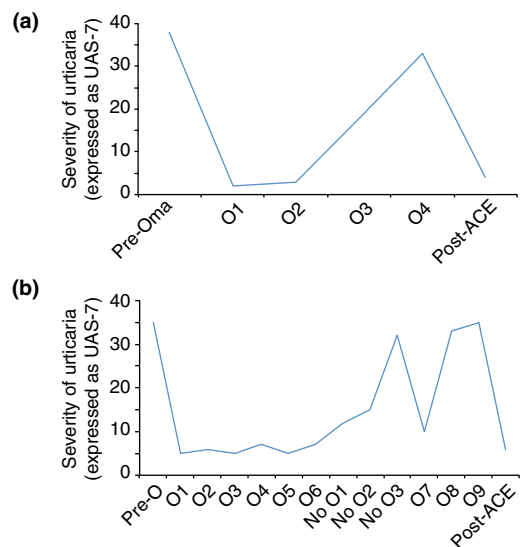 (a)
Severity of urticaria
(expressed as UAS-7)
40
30
20
10
0
Pre-Oma
O1
O2
O3
O4
Post-ACE
(b)
Severity of urticaria
(expressed as UAS-7)
40
30
20
10
0
Pre-O
O1
O2
O3
O4
O5
O6
No O1
No O2
No O3
O7
O8
O9
Post-ACE